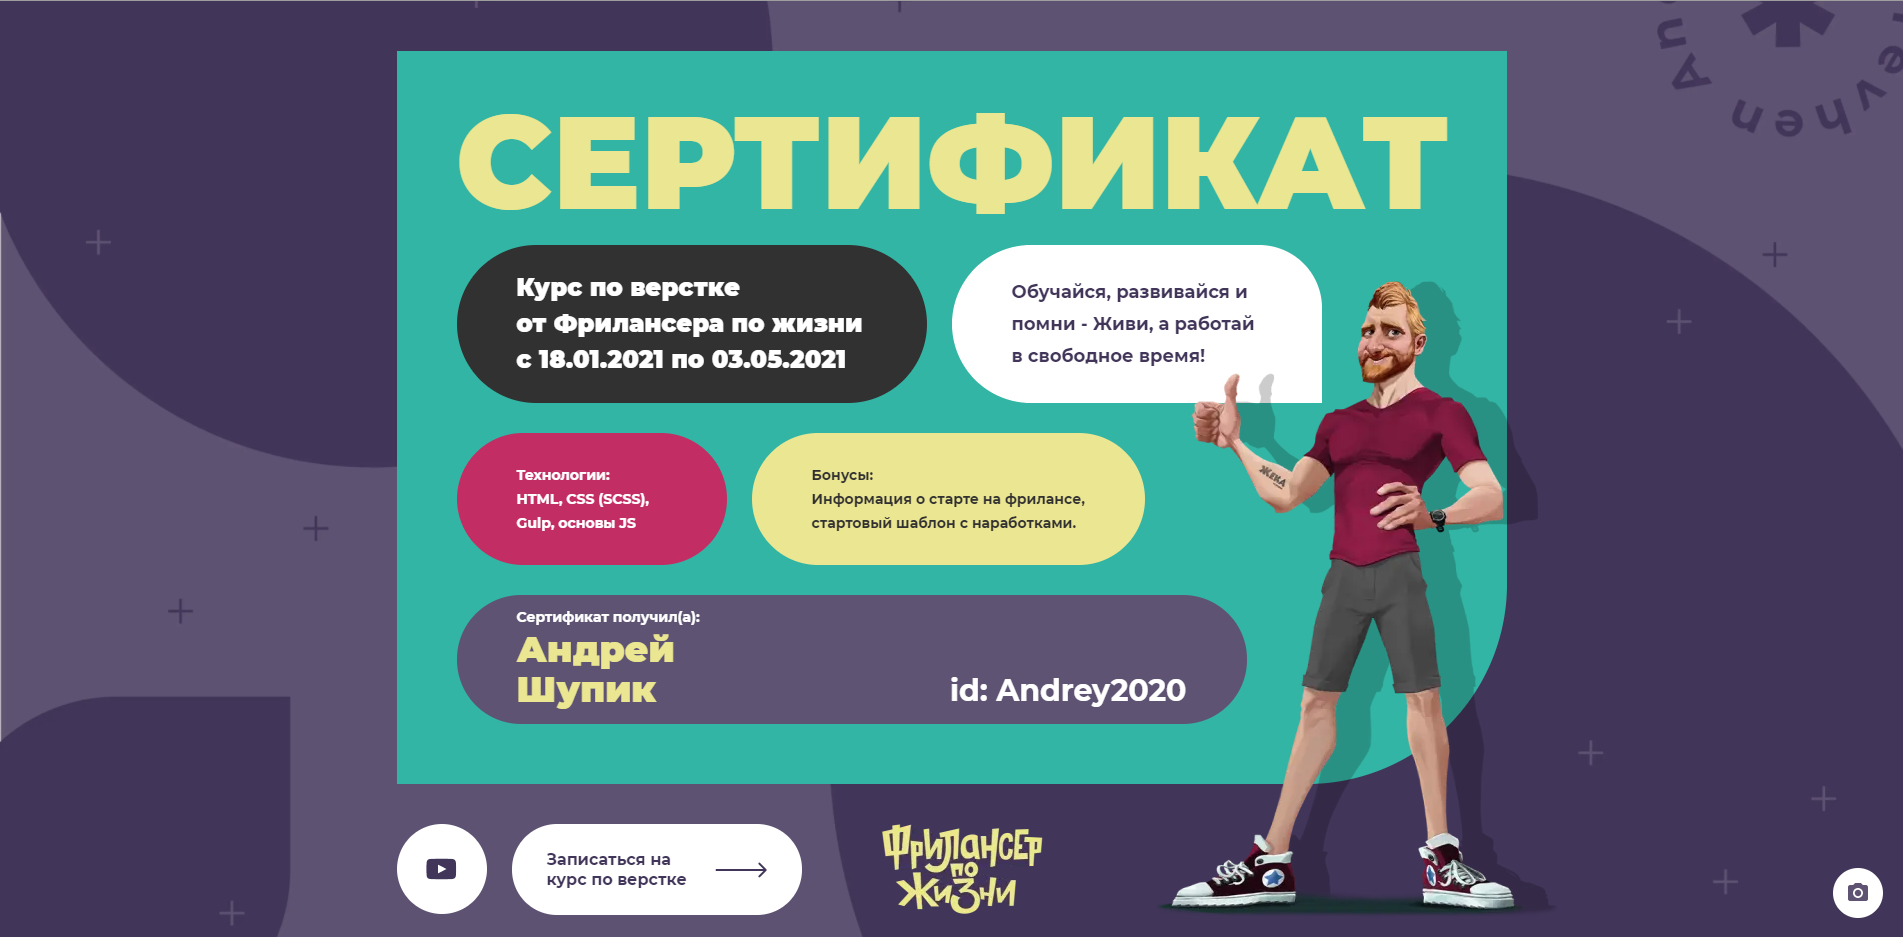 СЕРТИФИКАТ
Курс по верстке
от Фрилансера по жизни
с 18.01.2021 по 03.05.2021
Обучайся, развивайся и
помни - Живи, а работай
в свободное время!
Технологии:
HTML, CSS (SCSS),
Gulp, основы JS
Бонусы:
Информация о старте на фрилансе,
стартовый шаблон с наработками.
ЖЕКА
Сертификат получил(а):
Андрей
Шупик
id: Andrey2020
Записаться на
курс по верстке
Фрилансер
по
жизни